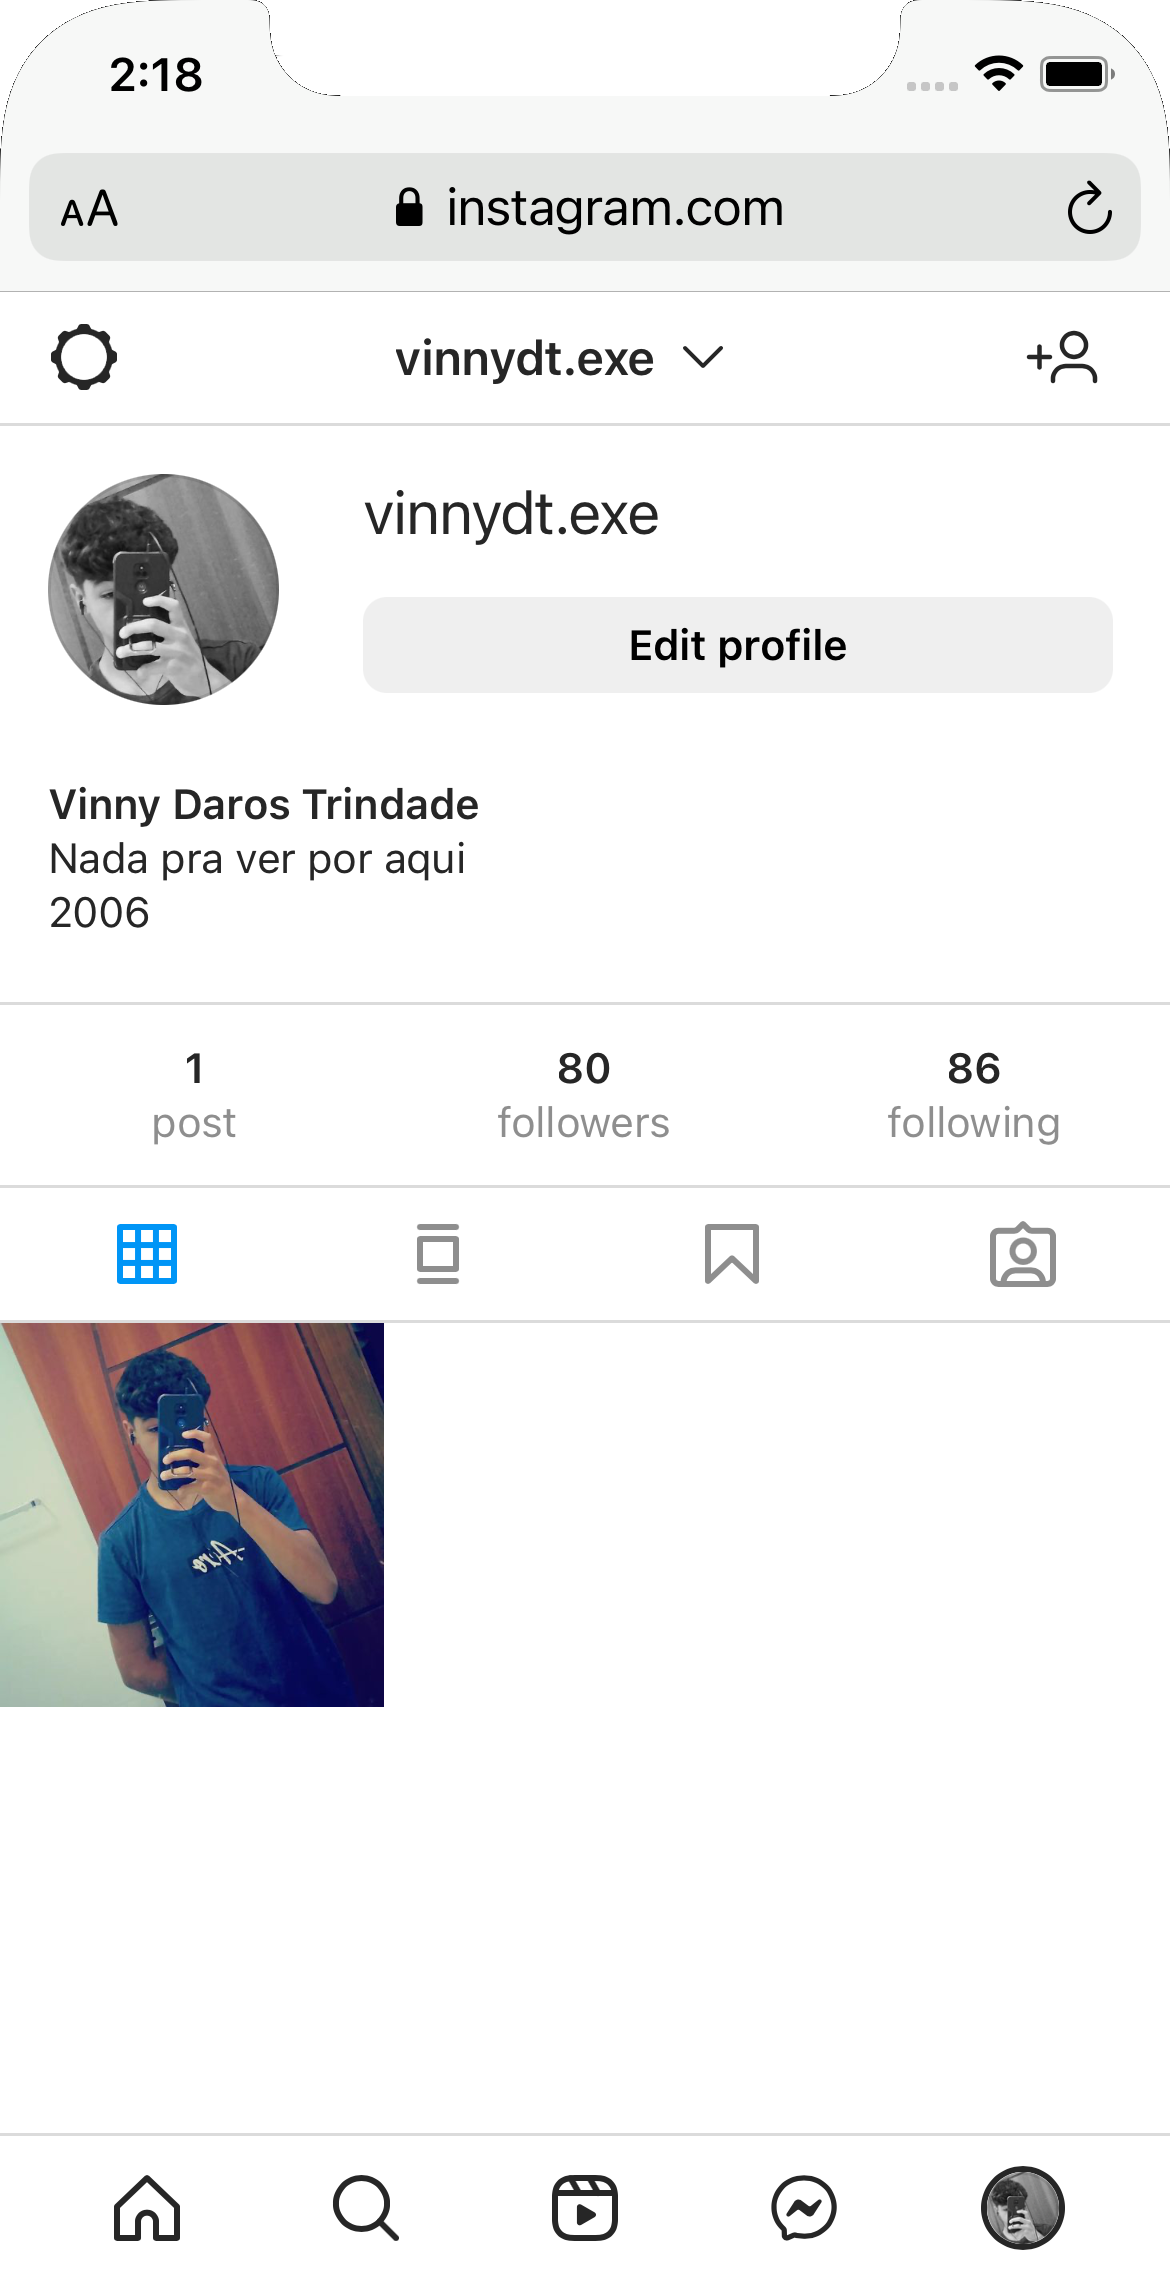 2:18
AA instagram.com
vinnydt.exe
vinnydt.exe
Edit profile
Vinny Daros Trindade
Nada pra ver por aqui
2006
1 80 86
post followers following